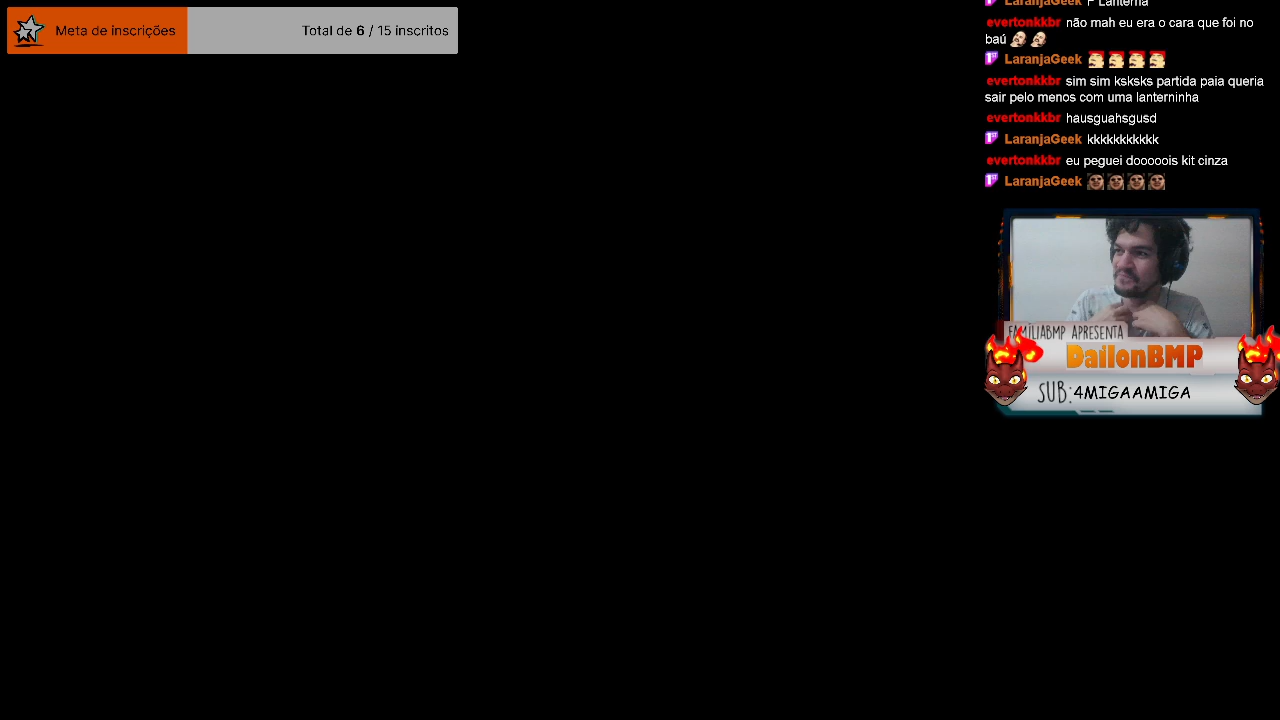 Meta de inscrições
Total de 6 / 15 inscritos
LaranjaGeek F Lanterna
evertonkkbr não mah eu era o cara que foi no
baú
LaranjaGeek
evertonkkbr sim sim ksksks partida paia queria
sair pelo menos com uma lanterninha
evertonkkbr hausguahsgusd
LaranjaGeek kkkkkkkkkkk
evertonkkbr eu peguei dooooois kit cinza
LaranjaGeek
FAMÍLIABMP APRESENTA
DailonBMP
SUB: 4MIGAAMIGA